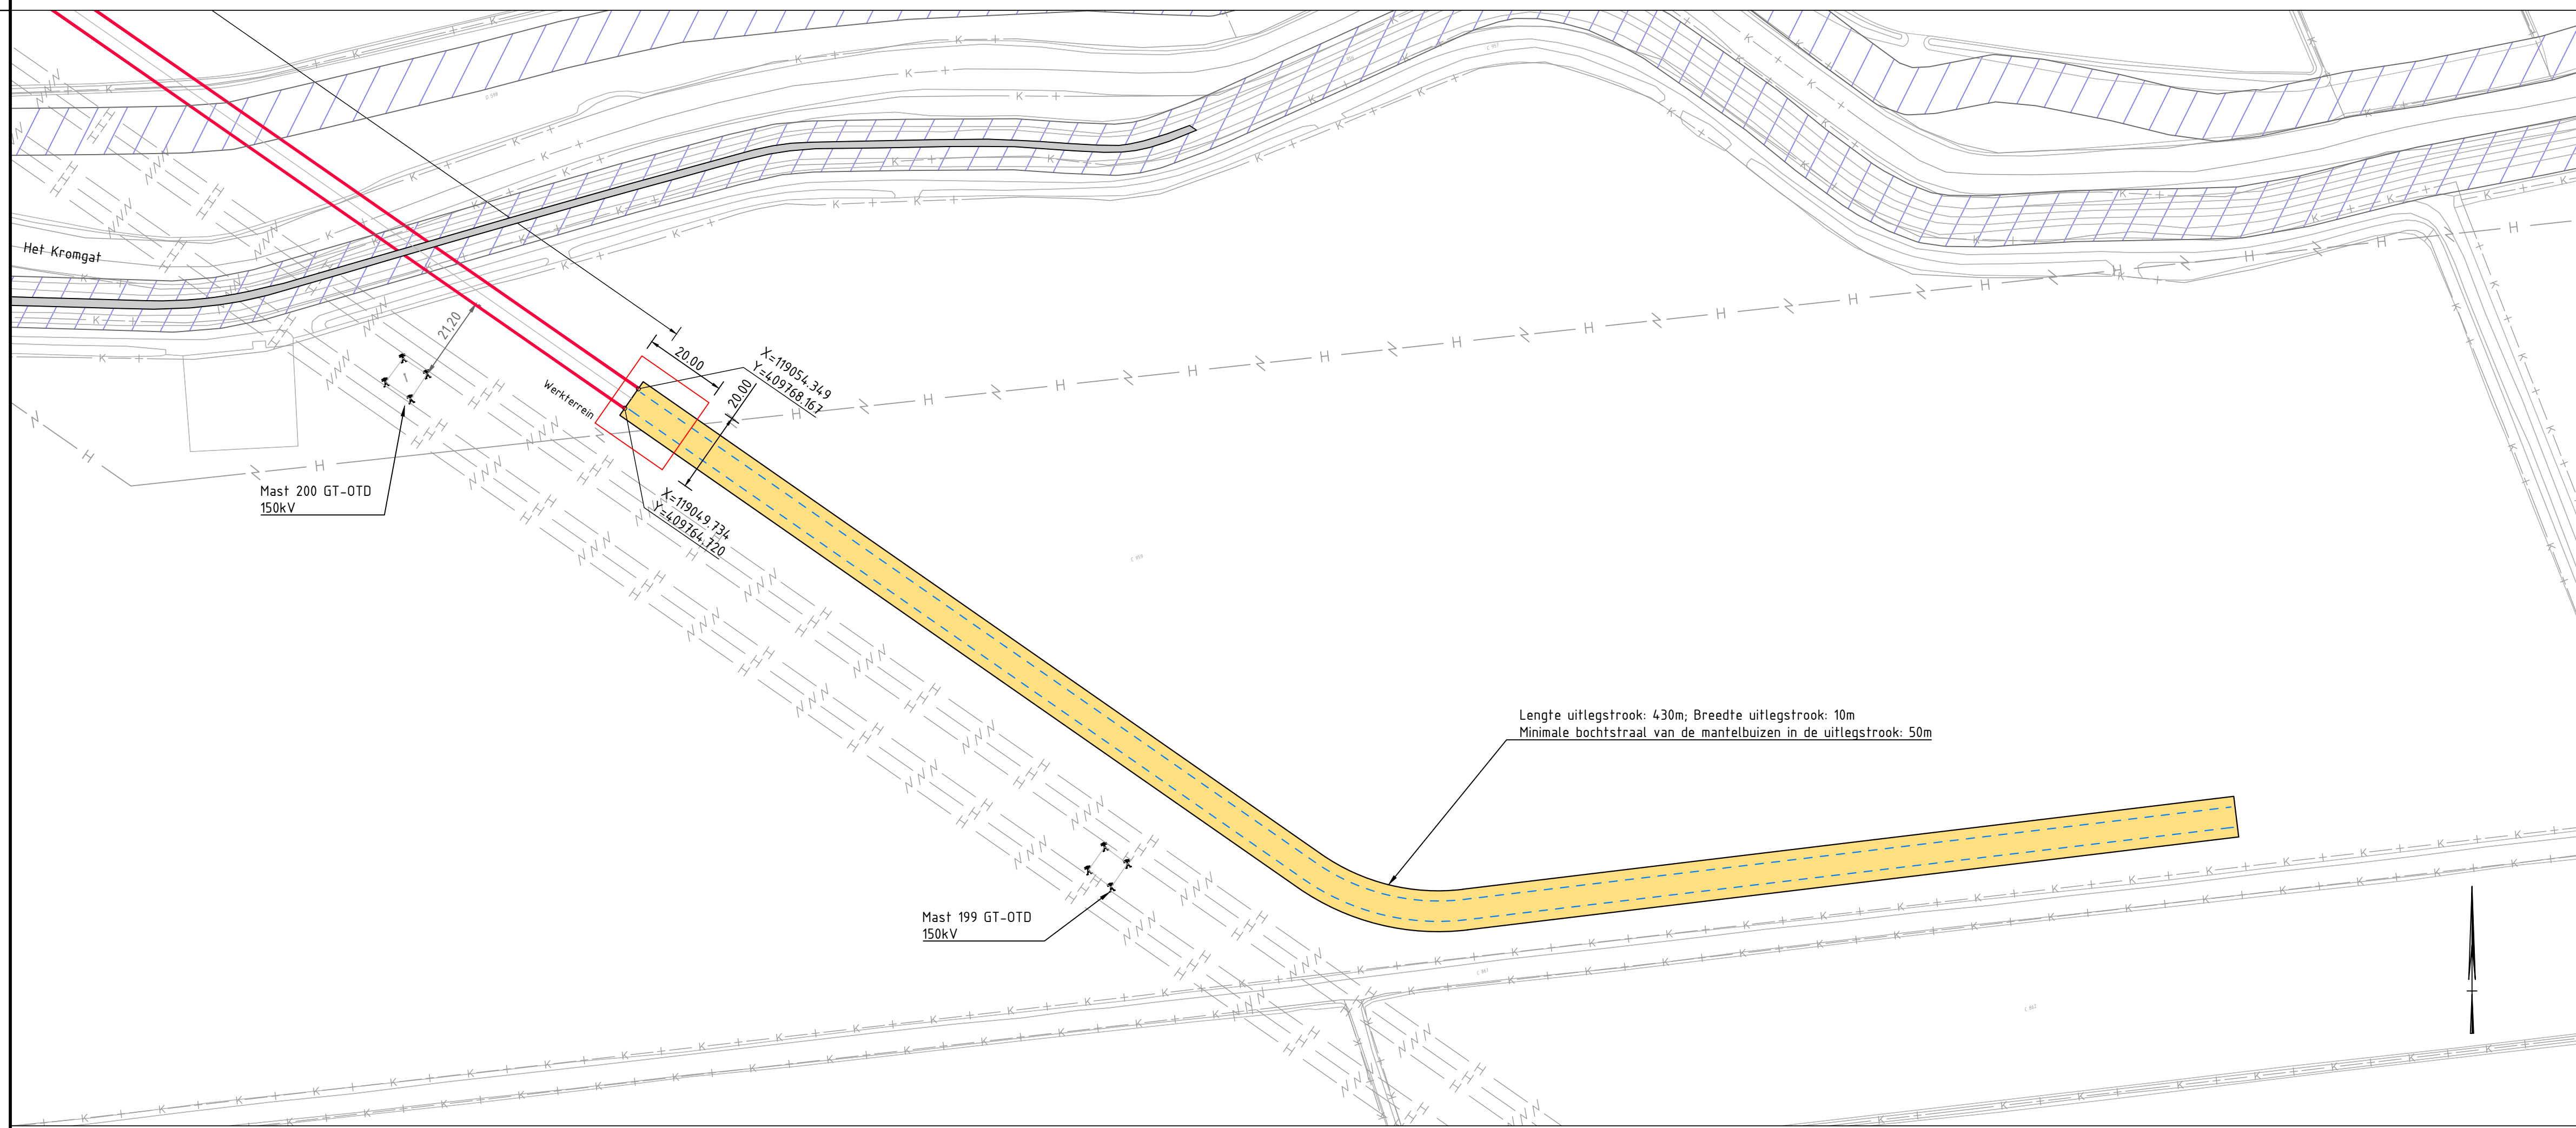 Het Kromgat
21,20
20.00
X=119054.349
Y=409768.167
20.00
Werkterrein
X=119049.734
Y=409764.720
Mast 200 GT-OTD
150kV
Lengte uitlegstrook: 430m; Breedte uitlegstrook: 10m
Minimale bochtstraal van de mantelbuizen in de uitlegstrook: 50m
Mast 199 GT-OTD
150kV